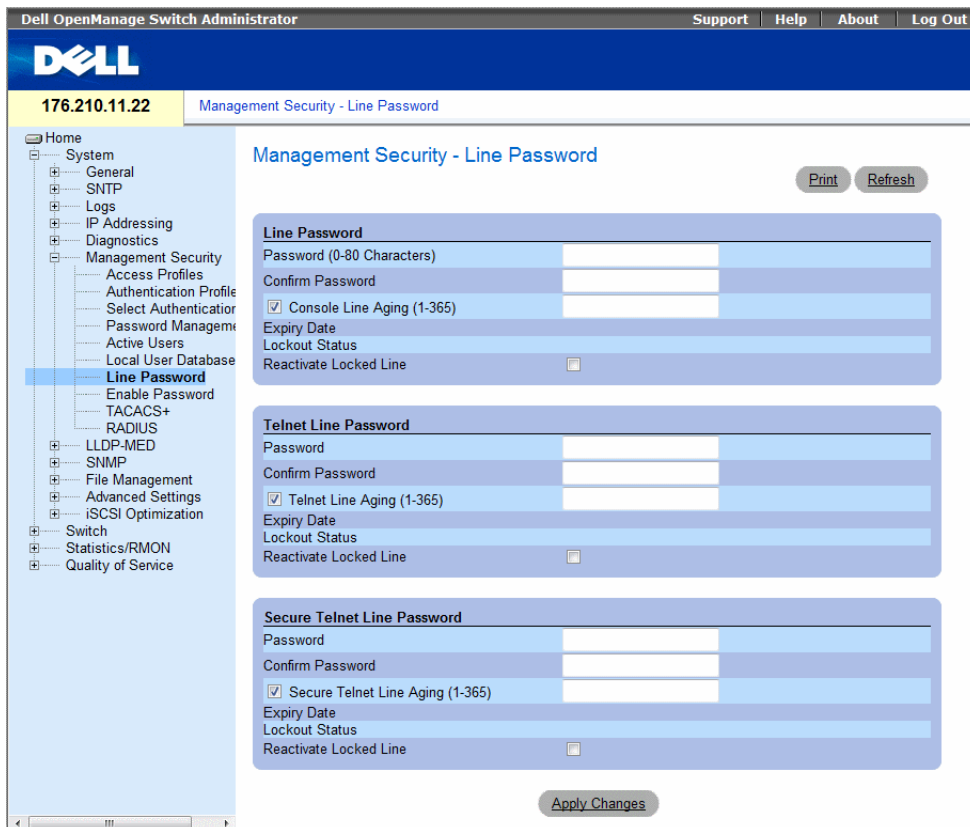 Dell OpenManage Switch Administrator
Support Help About Log Out
DELL
176.210.11.22
Management Security - Line Password
Home
System
General
SNTP
Logs
IP Addressing
Diagnostics
Management Security
Access Profiles
Authentication Profile
Select Authentication
Password Manageme
Active Users
Local User Database
Line Password
Enable Password
TACACS+
RADIUS
LLDP-MED
SNMP
File Management
Advanced Settings
iSCSI Optimization
Switch
Statistics/RMON
Quality of Service
Management Security - Line Password
Print Refresh
Line Password
Password (0-80 Characters)
Confirm Password
Console Line Aging (1-365)
Expiry Date
Lockout Status
Reactivate Locked Line
Telnet Line Password
Password
Confirm Password
Telnet Line Aging (1-365)
Expiry Date
Lockout Status
Reactivate Locked Line
Secure Telnet Line Password
Password
Confirm Password
Secure Telnet Line Aging (1-365)
Expiry Date
Lockout Status
Reactivate Locked Line
Apply Changes